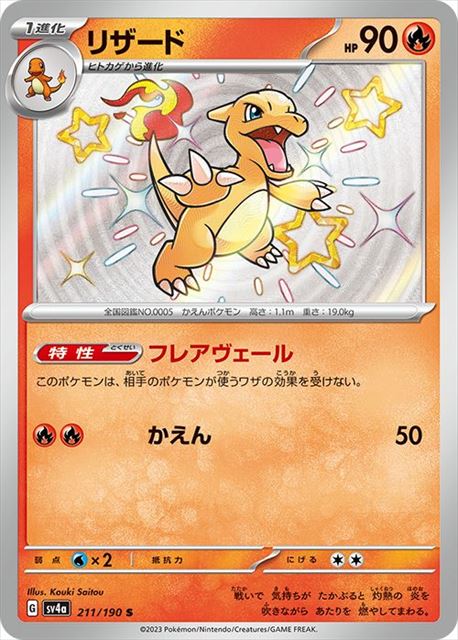 1進化
リザード
HP 90
ヒトカゲから進化
全国図鑑NO.0005 かえんポケモン 高さ:1.1m 重さ:19.0kg
特性 とくせい フレアヴェール
このポケモンは、相手のポケモンが使うワザの効果を受けない。
かえん 50
弱点 ×2 抵抗力 にげる
Illus. Kouki Saitou
G sv4a 211/190 S
戦いで 気持ちが たかぶると 灼熱の 炎を
吹きながら あたりを 燃やしてまわる。
©2023 Pokémon/Nintendo/Creatures/GAME FREAK.